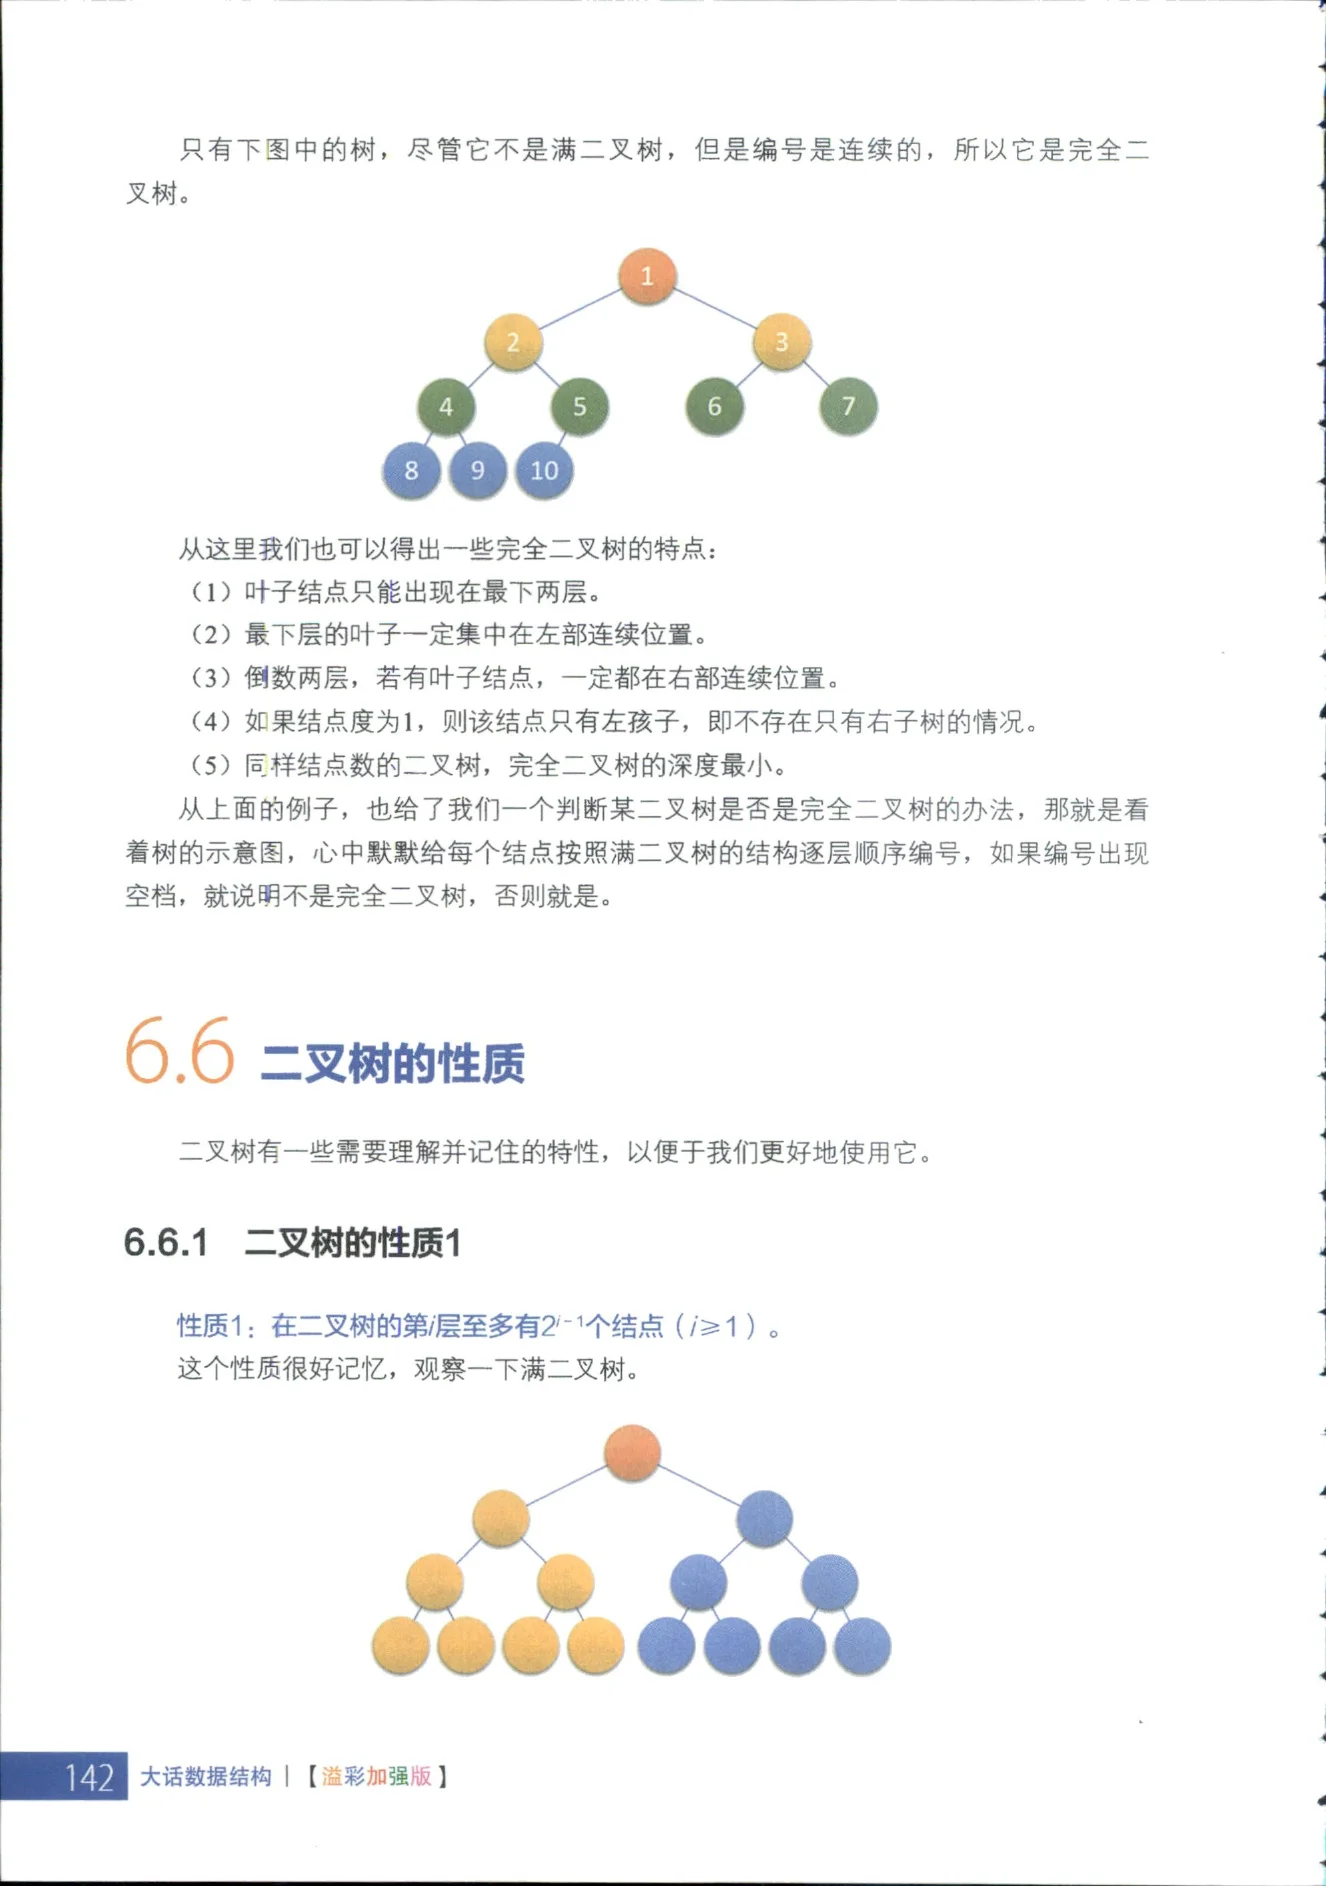 只有下图中的树，尽管它不是满二叉树，但是编号是连续的，所以它是完全二
叉树。
1
2
3
4
5
6
7
8
9
10
从这里我们也可以得出一些完全二叉树的特点：
（1）叶子结点只能出现在最下两层。
（2）最下层的叶子一定集中在左部连续位置。
（3）倒数两层，若有叶子结点，一定都在右部连续位置。
（4）如果结点度为1，则该结点只有左孩子，即不存在只有右子树的情况。
（5）同样结点数的二叉树，完全二叉树的深度最小。
从上面的例子，也给了我们一个判断某二叉树是否是完全二叉树的办法，那就是看
着树的示意图，心中默默给每个结点按照满二叉树的结构逐层顺序编号，如果编号出现
空档，就说明不是完全二叉树，否则就是。
6.6 二叉树的性质
二叉树有一些需要理解并记住的特性，以便于我们更好地使用它。
6.6.1 二叉树的性质1
性质1：在二叉树的第i层至多有2^{i-1}个结点（i≥1）。
这个性质很好记忆，观察一下满二叉树。
142 大话数据结构 | 【溢彩加强版】